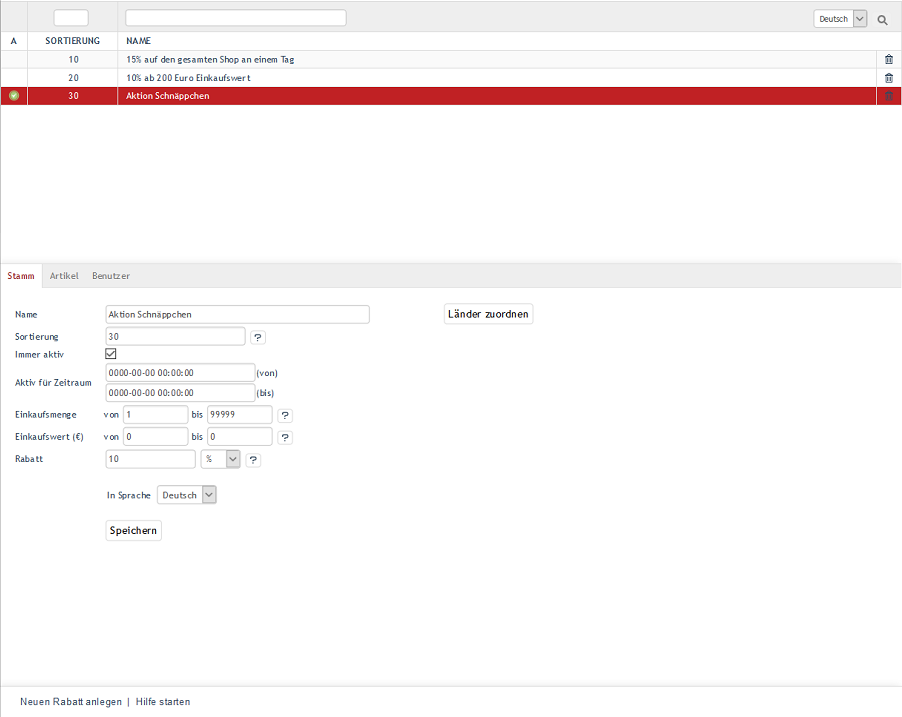 Deutsch
A SORTIERUNG NAME
10 15% auf den gesamten Shop an einem Tag
20 10% ab 200 Euro Einkaufswert
30 Aktion Schnäppchen
Stamm Artikel Benutzer
Name Aktion Schnäppchen Länder zuordnen
Sortierung 30 ?
Immer aktiv
Aktiv für Zeitraum 0000-00-00 00:00:00 (von)
0000-00-00 00:00:00 (bis)
Einkaufsmenge von 1 bis 99999 ?
Einkaufswert (€) von 0 bis 0 ?
Rabatt 10 % ?
In Sprache Deutsch
Speichern
Neuen Rabatt anlegen | Hilfe starten